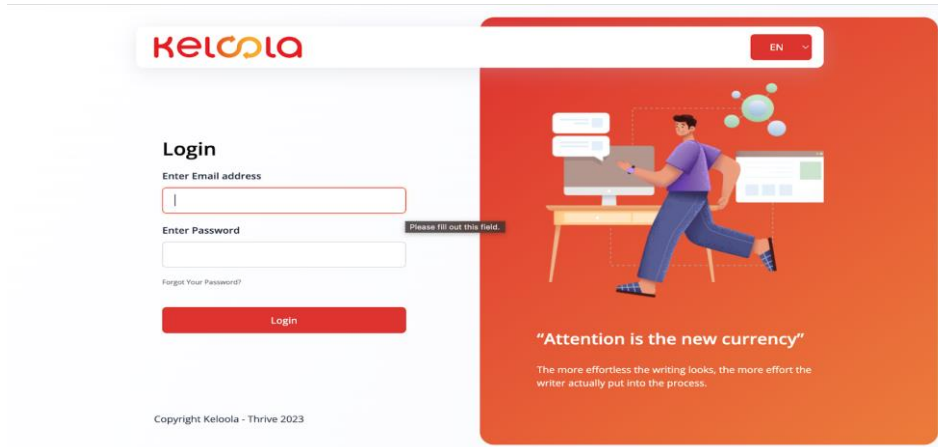 Keloola
EN
Login
Enter Email address
Please fill out this field.
Enter Password
Forgot Your Password?
Login
“Attention is the new currency”
The more effortless the writing looks, the more effort the
writer actually put into the process.
Copyright Keloola - Thrive 2023